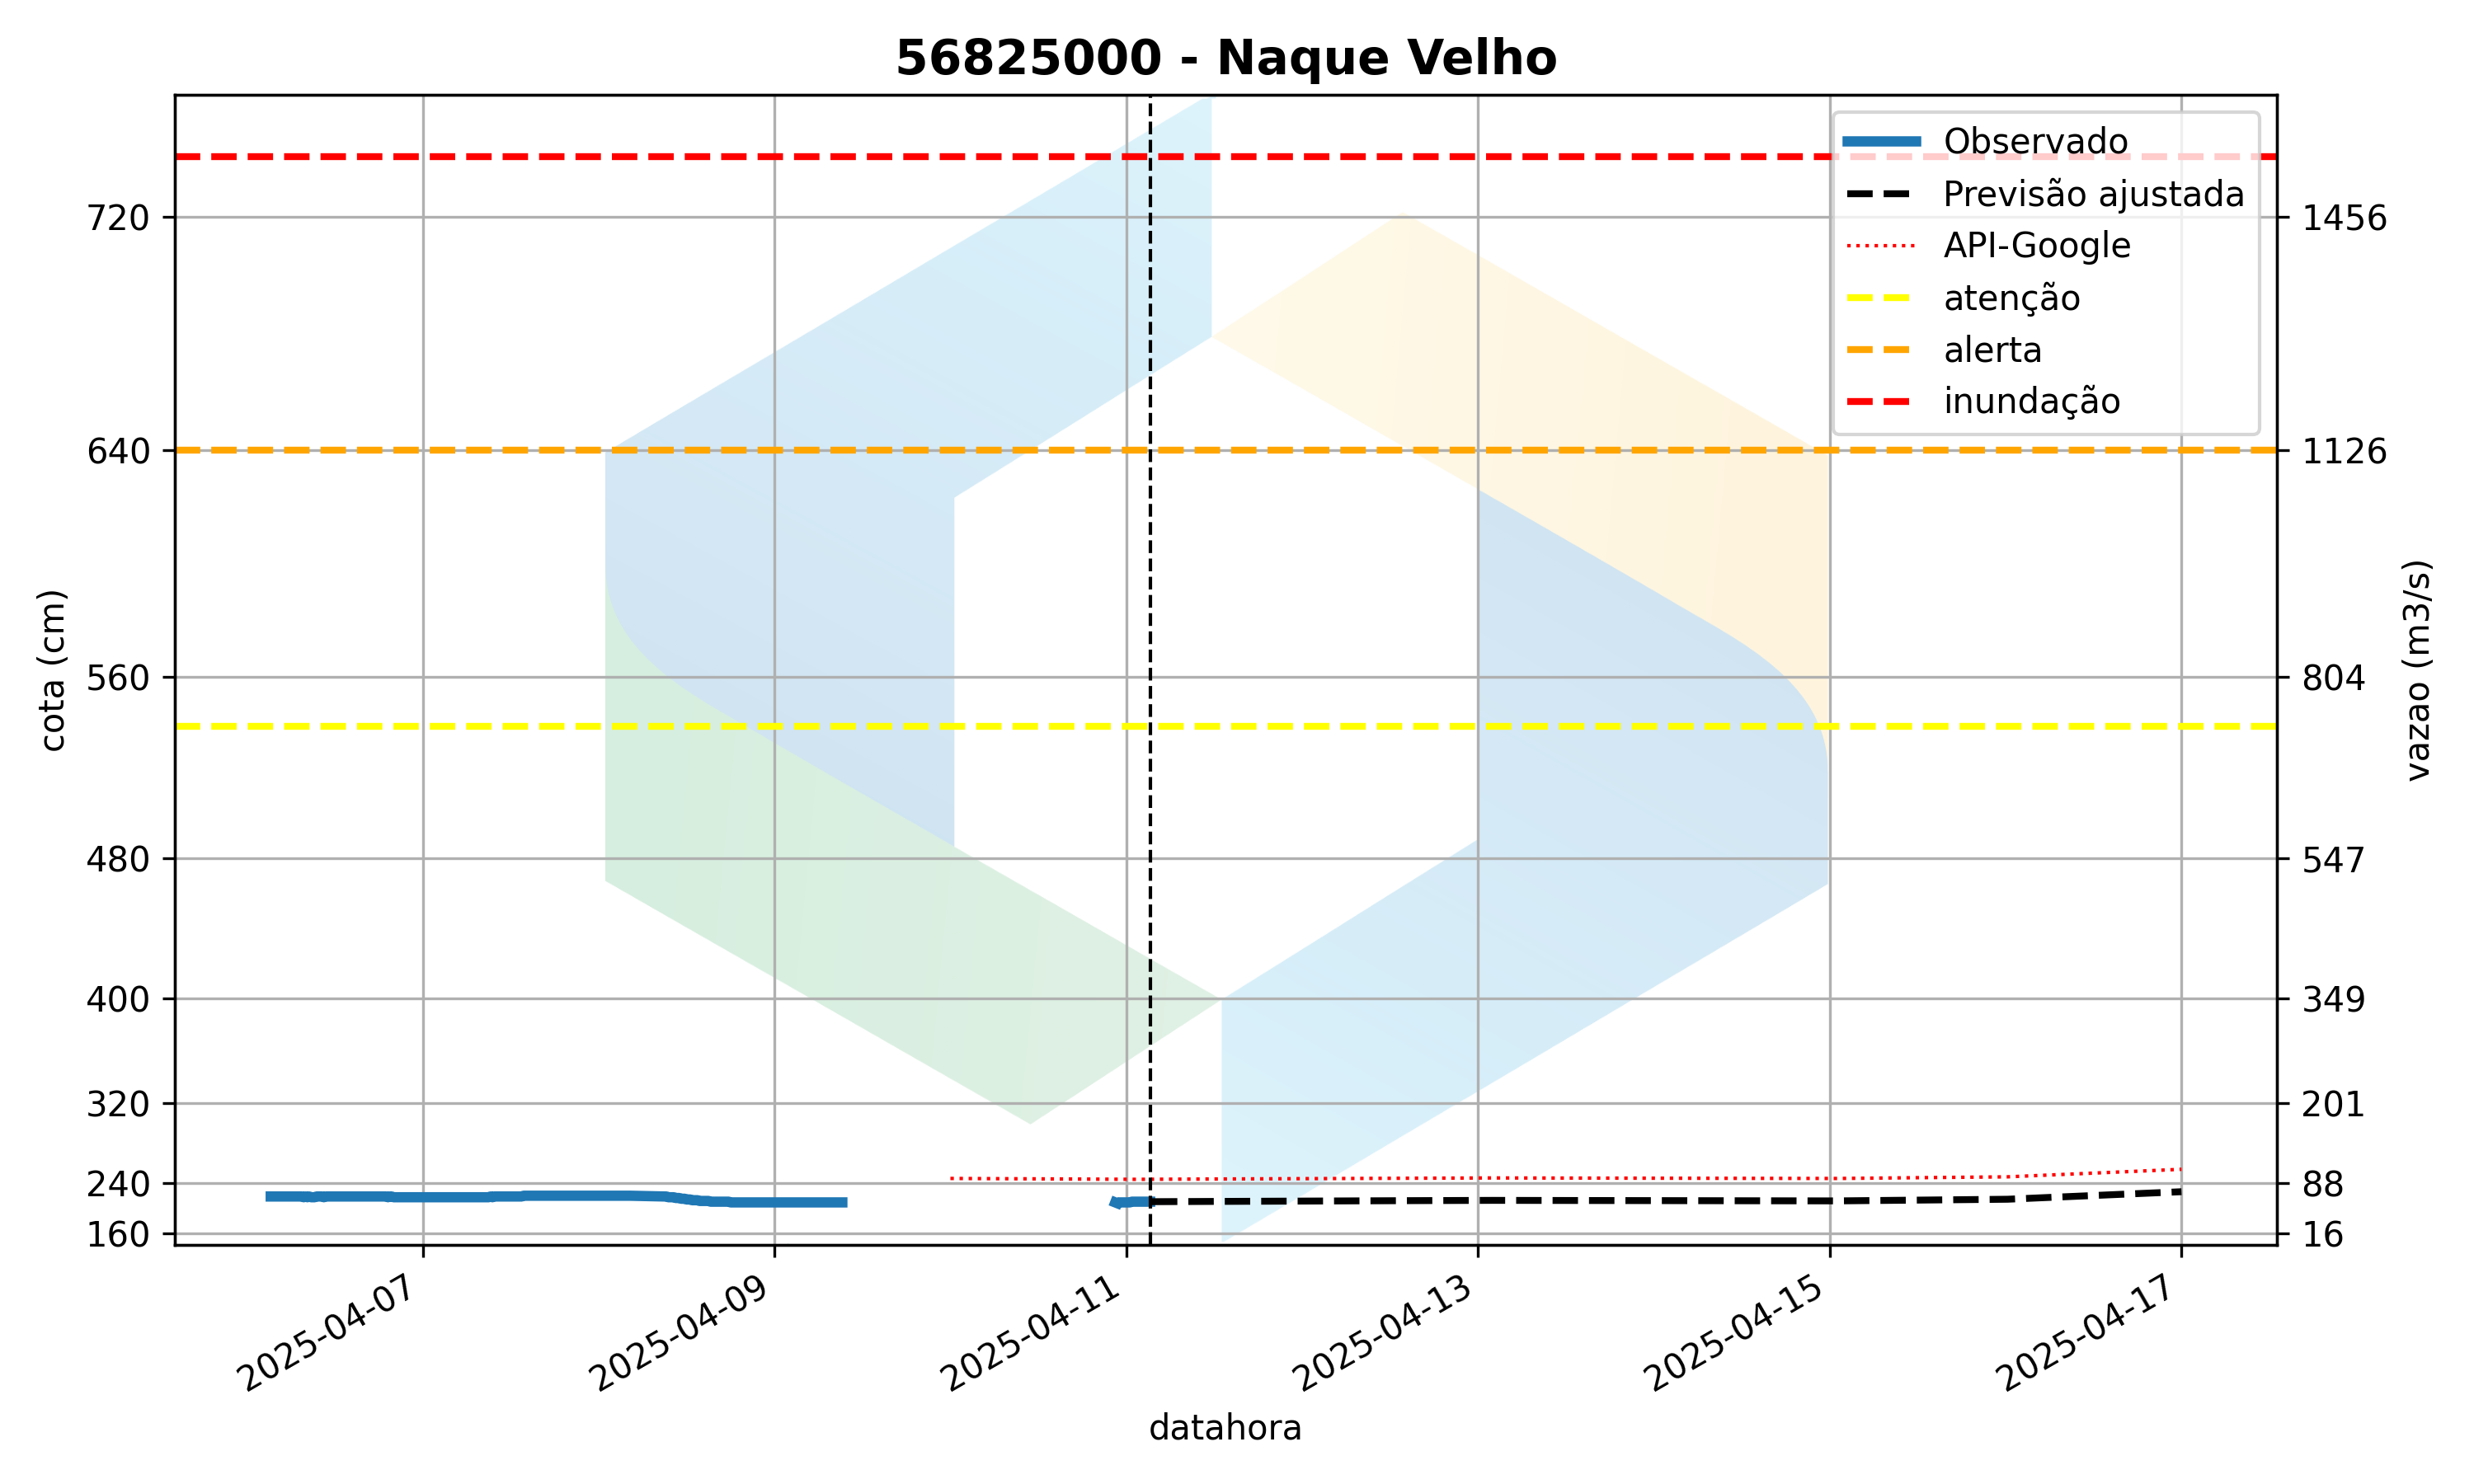 56825000 - Naque Velho
Observado
Previsão ajustada
API-Google
atenção
alerta
inundação
cota (cm)
720
640
560
480
400
320
240
160
1456
1126
804
547
349
201
88
16
vazao (m3/s)
2025-04-07
2025-04-09
2025-04-11
2025-04-13
2025-04-15
2025-04-17
datahora